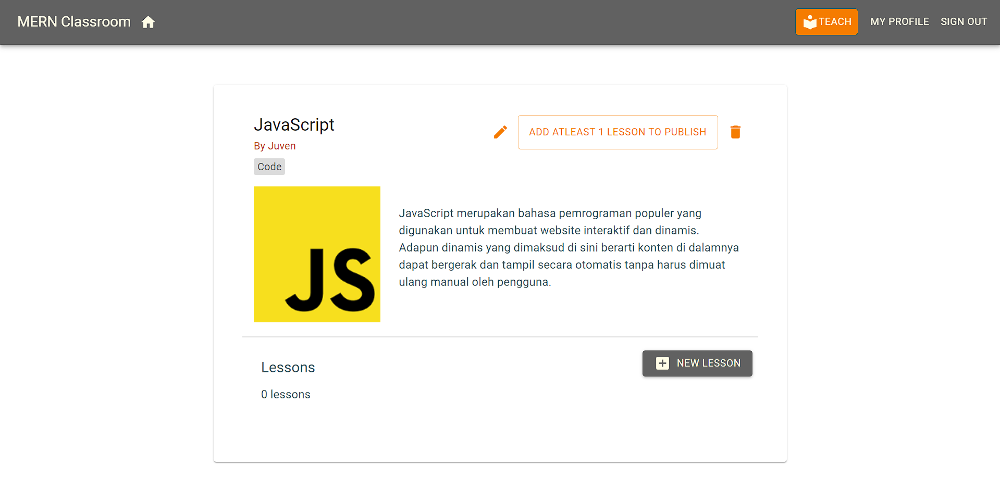 MERN Classroom
TEACH
MY PROFILE
SIGN OUT
JavaScript
By Juven
Code
ADD ATLEAST 1 LESSON TO PUBLISH
JS
JavaScript merupakan bahasa pemrograman populer yang
digunakan untuk membuat website interaktif dan dinamis.
Adapun dinamis yang dimaksud di sini berarti konten di dalamnya
dapat bergerak dan tampil secara otomatis tanpa harus dimuat
ulang manual oleh pengguna.
Lessons
NEW LESSON
0 lessons